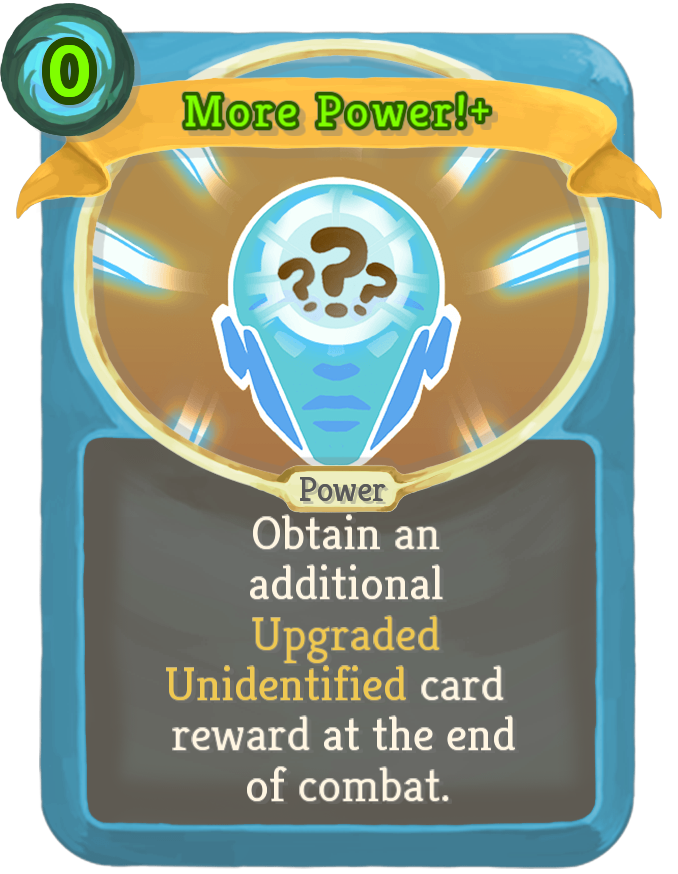 0
More Power!+
???
Power
Obtain an
additional
Upgraded
Unidentified card
reward at the end
of combat.